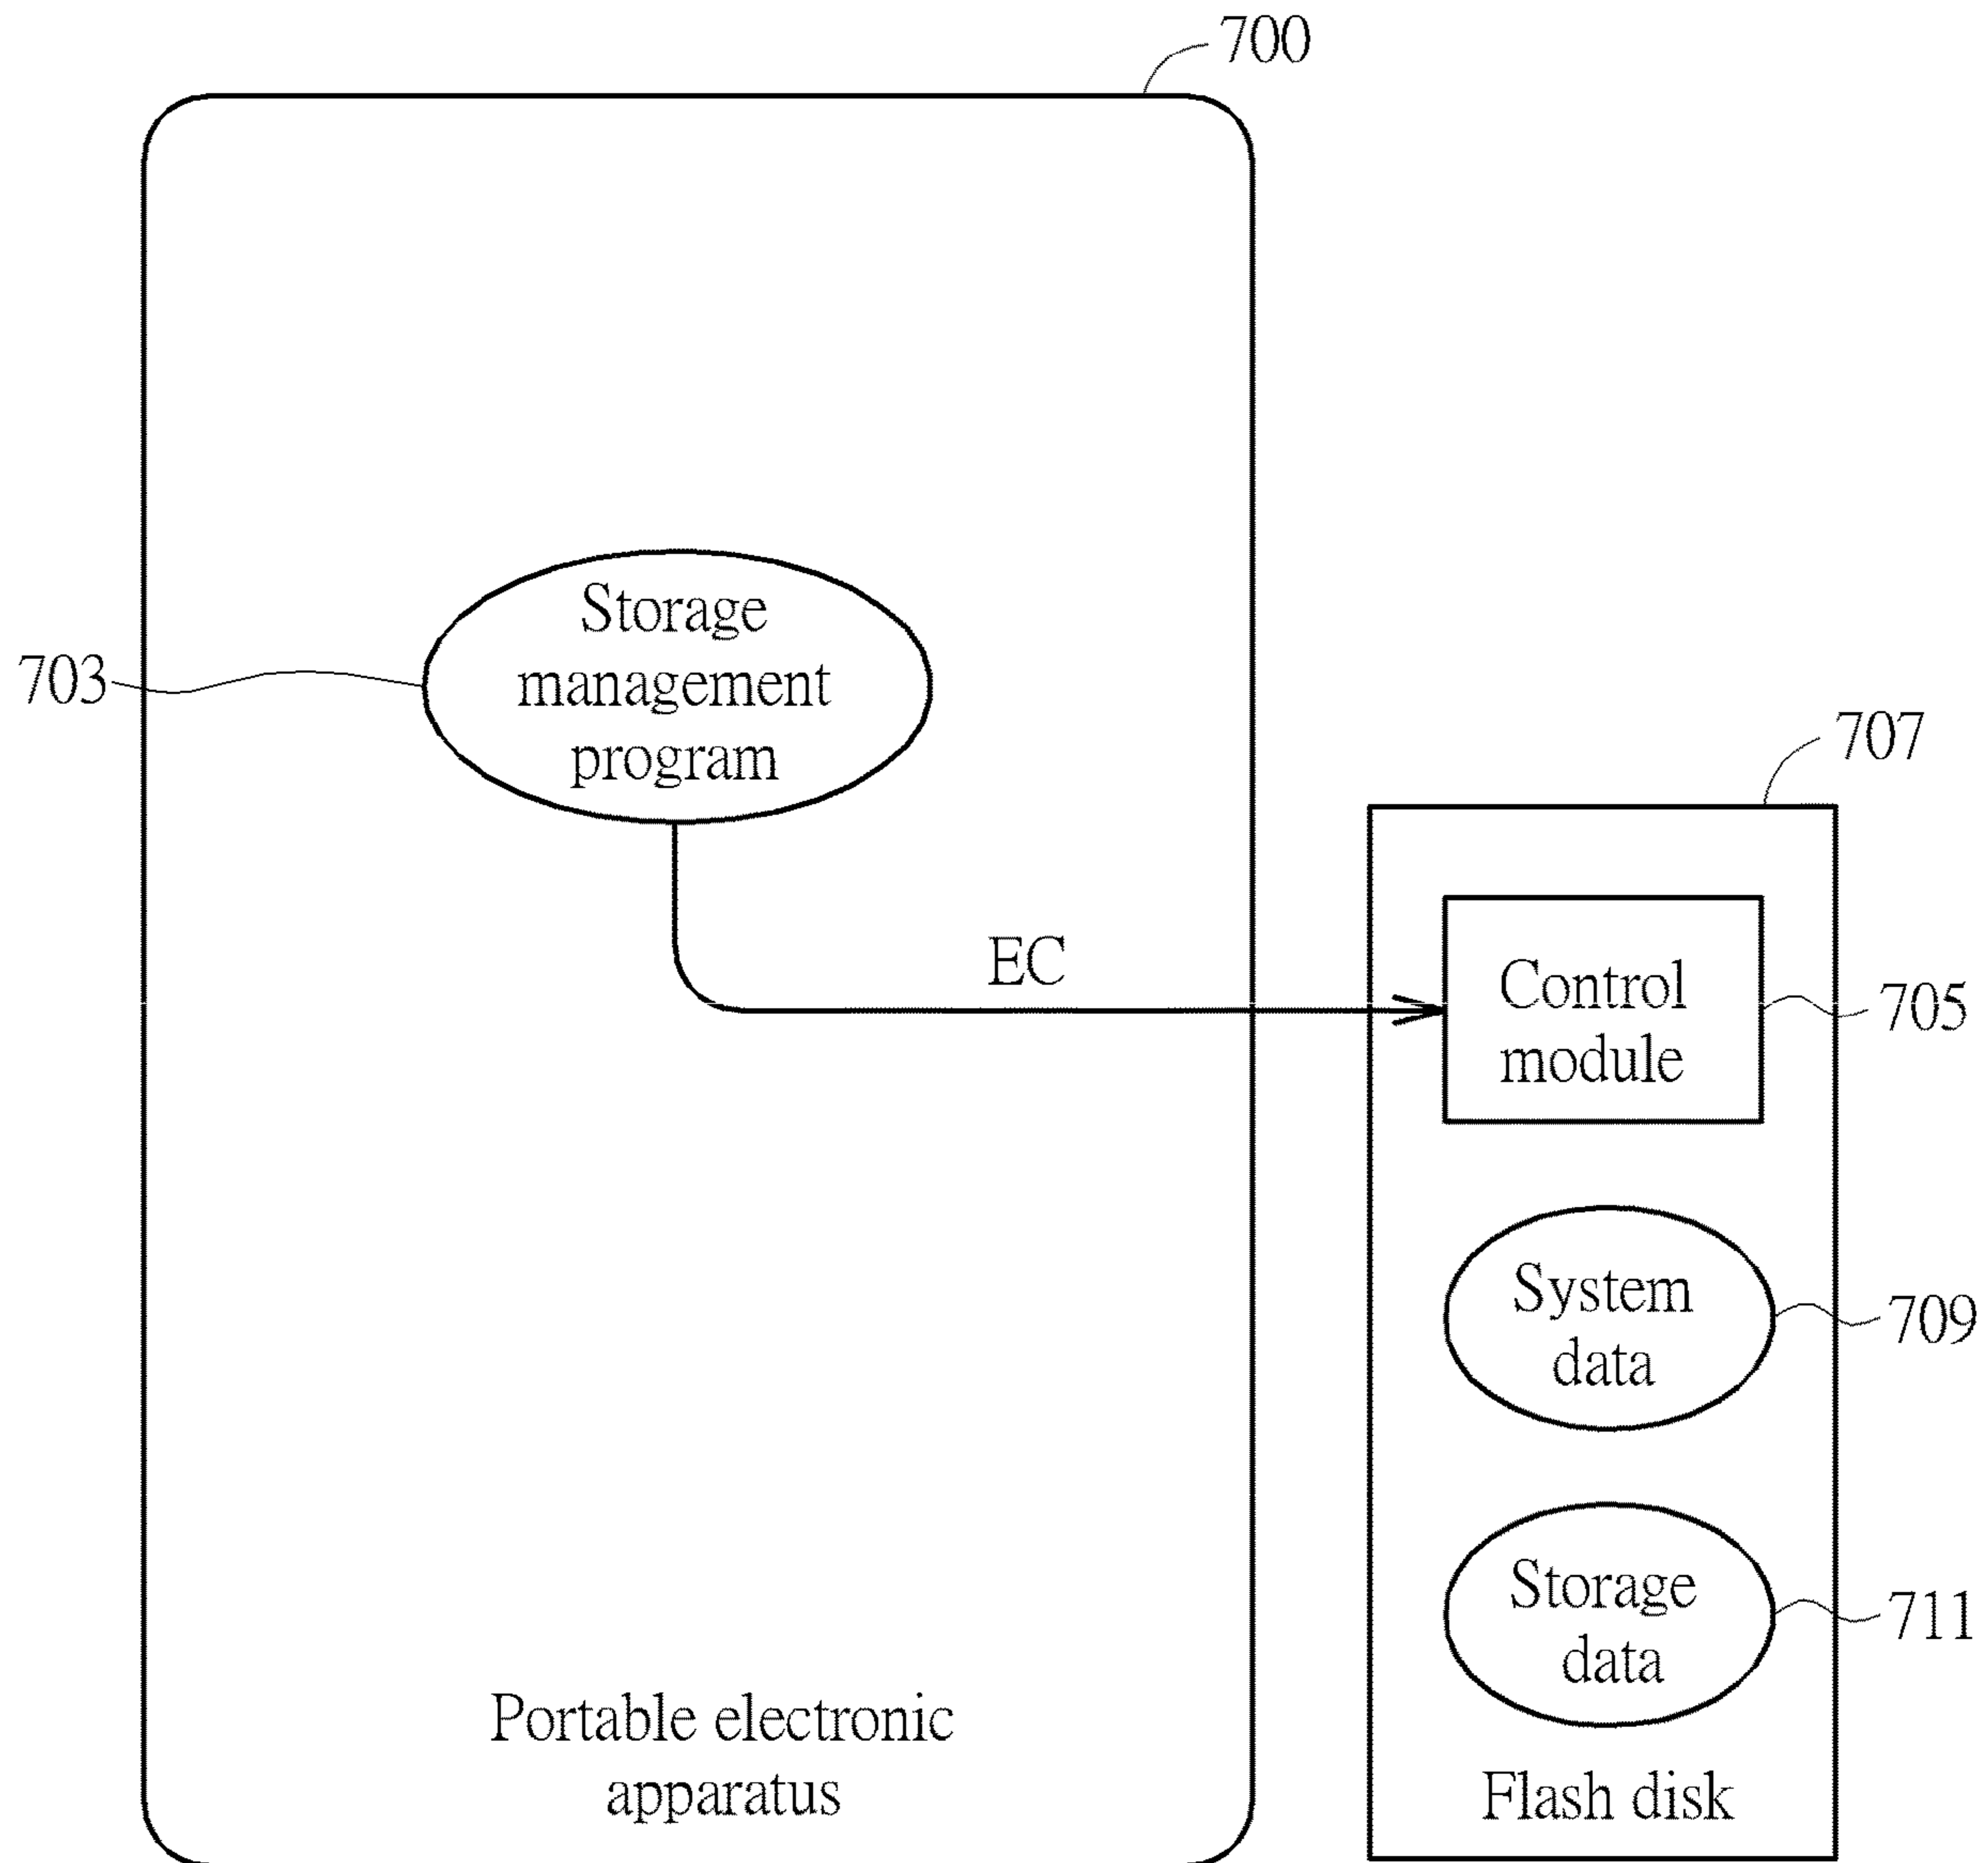 700
Storage
management
program
703
707
EC
Control
module
705
System
data
709
Storage
data
711
Portable electronic
apparatus
Flash disk